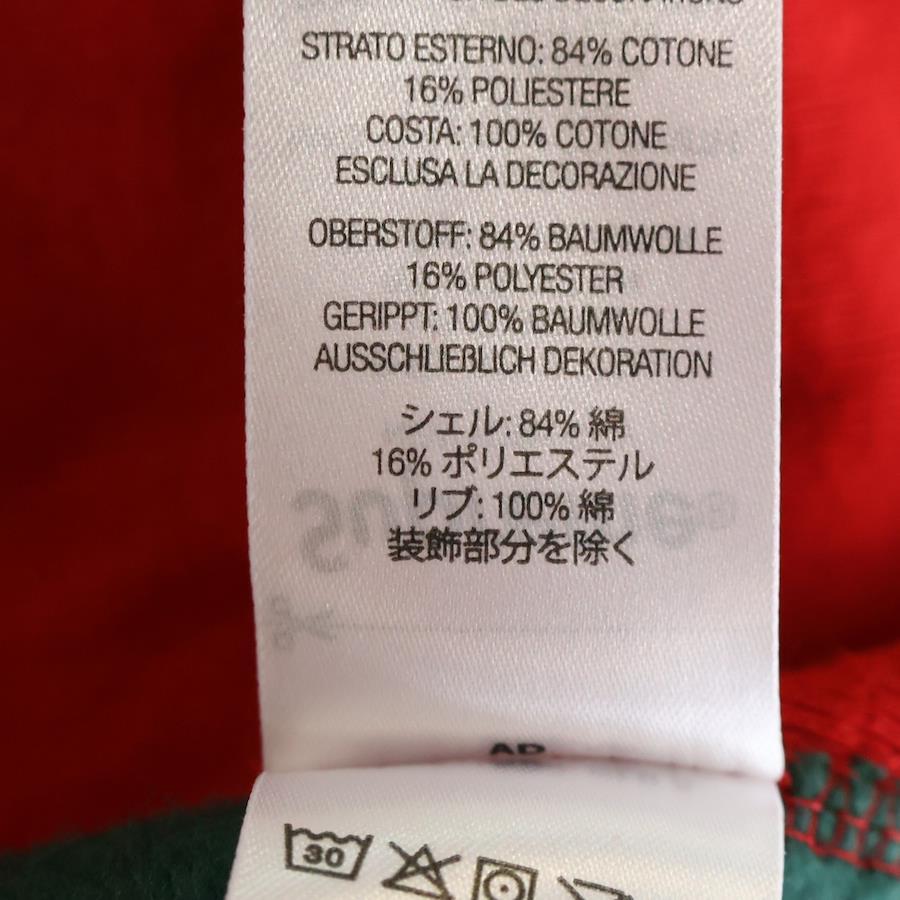 STRATO ESTERNO: 84% COTONE
16% POLIESTERE
COSTA: 100% COTONE
ESCLUSA LA DECORAZIONE
OBERSTOFF: 84% BAUMWOLLE
16% POLYESTER
GERIPPT: 100% BAUMWOLLE
AUSSCHLIEßLICH DEKORATION
シェル: 84% 綿
16% ポリエステル
リブ: 100% 綿
装飾部分を除く
30